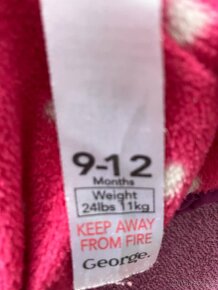 9-12
Months
Weight
24lbs 11kg
KEEP AWAY
FROM FIRE
George.